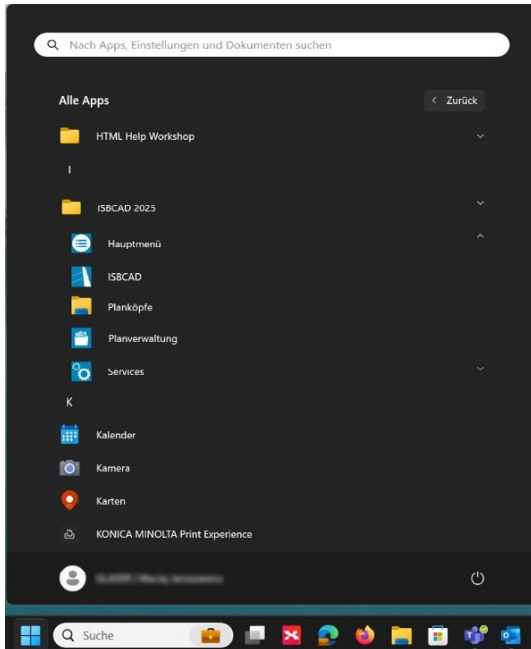 Nach Apps, Einstellungen und Dokumenten suchen
Alle Apps
Zurück
HTML Help Workshop
I
ISBCAD 2025
Hauptmenü
ISBCAD
Planköpfe
Planverwaltung
Services
K
Kalender
Kamera
Karten
KONICA MINOLTA Print Experience
Suche